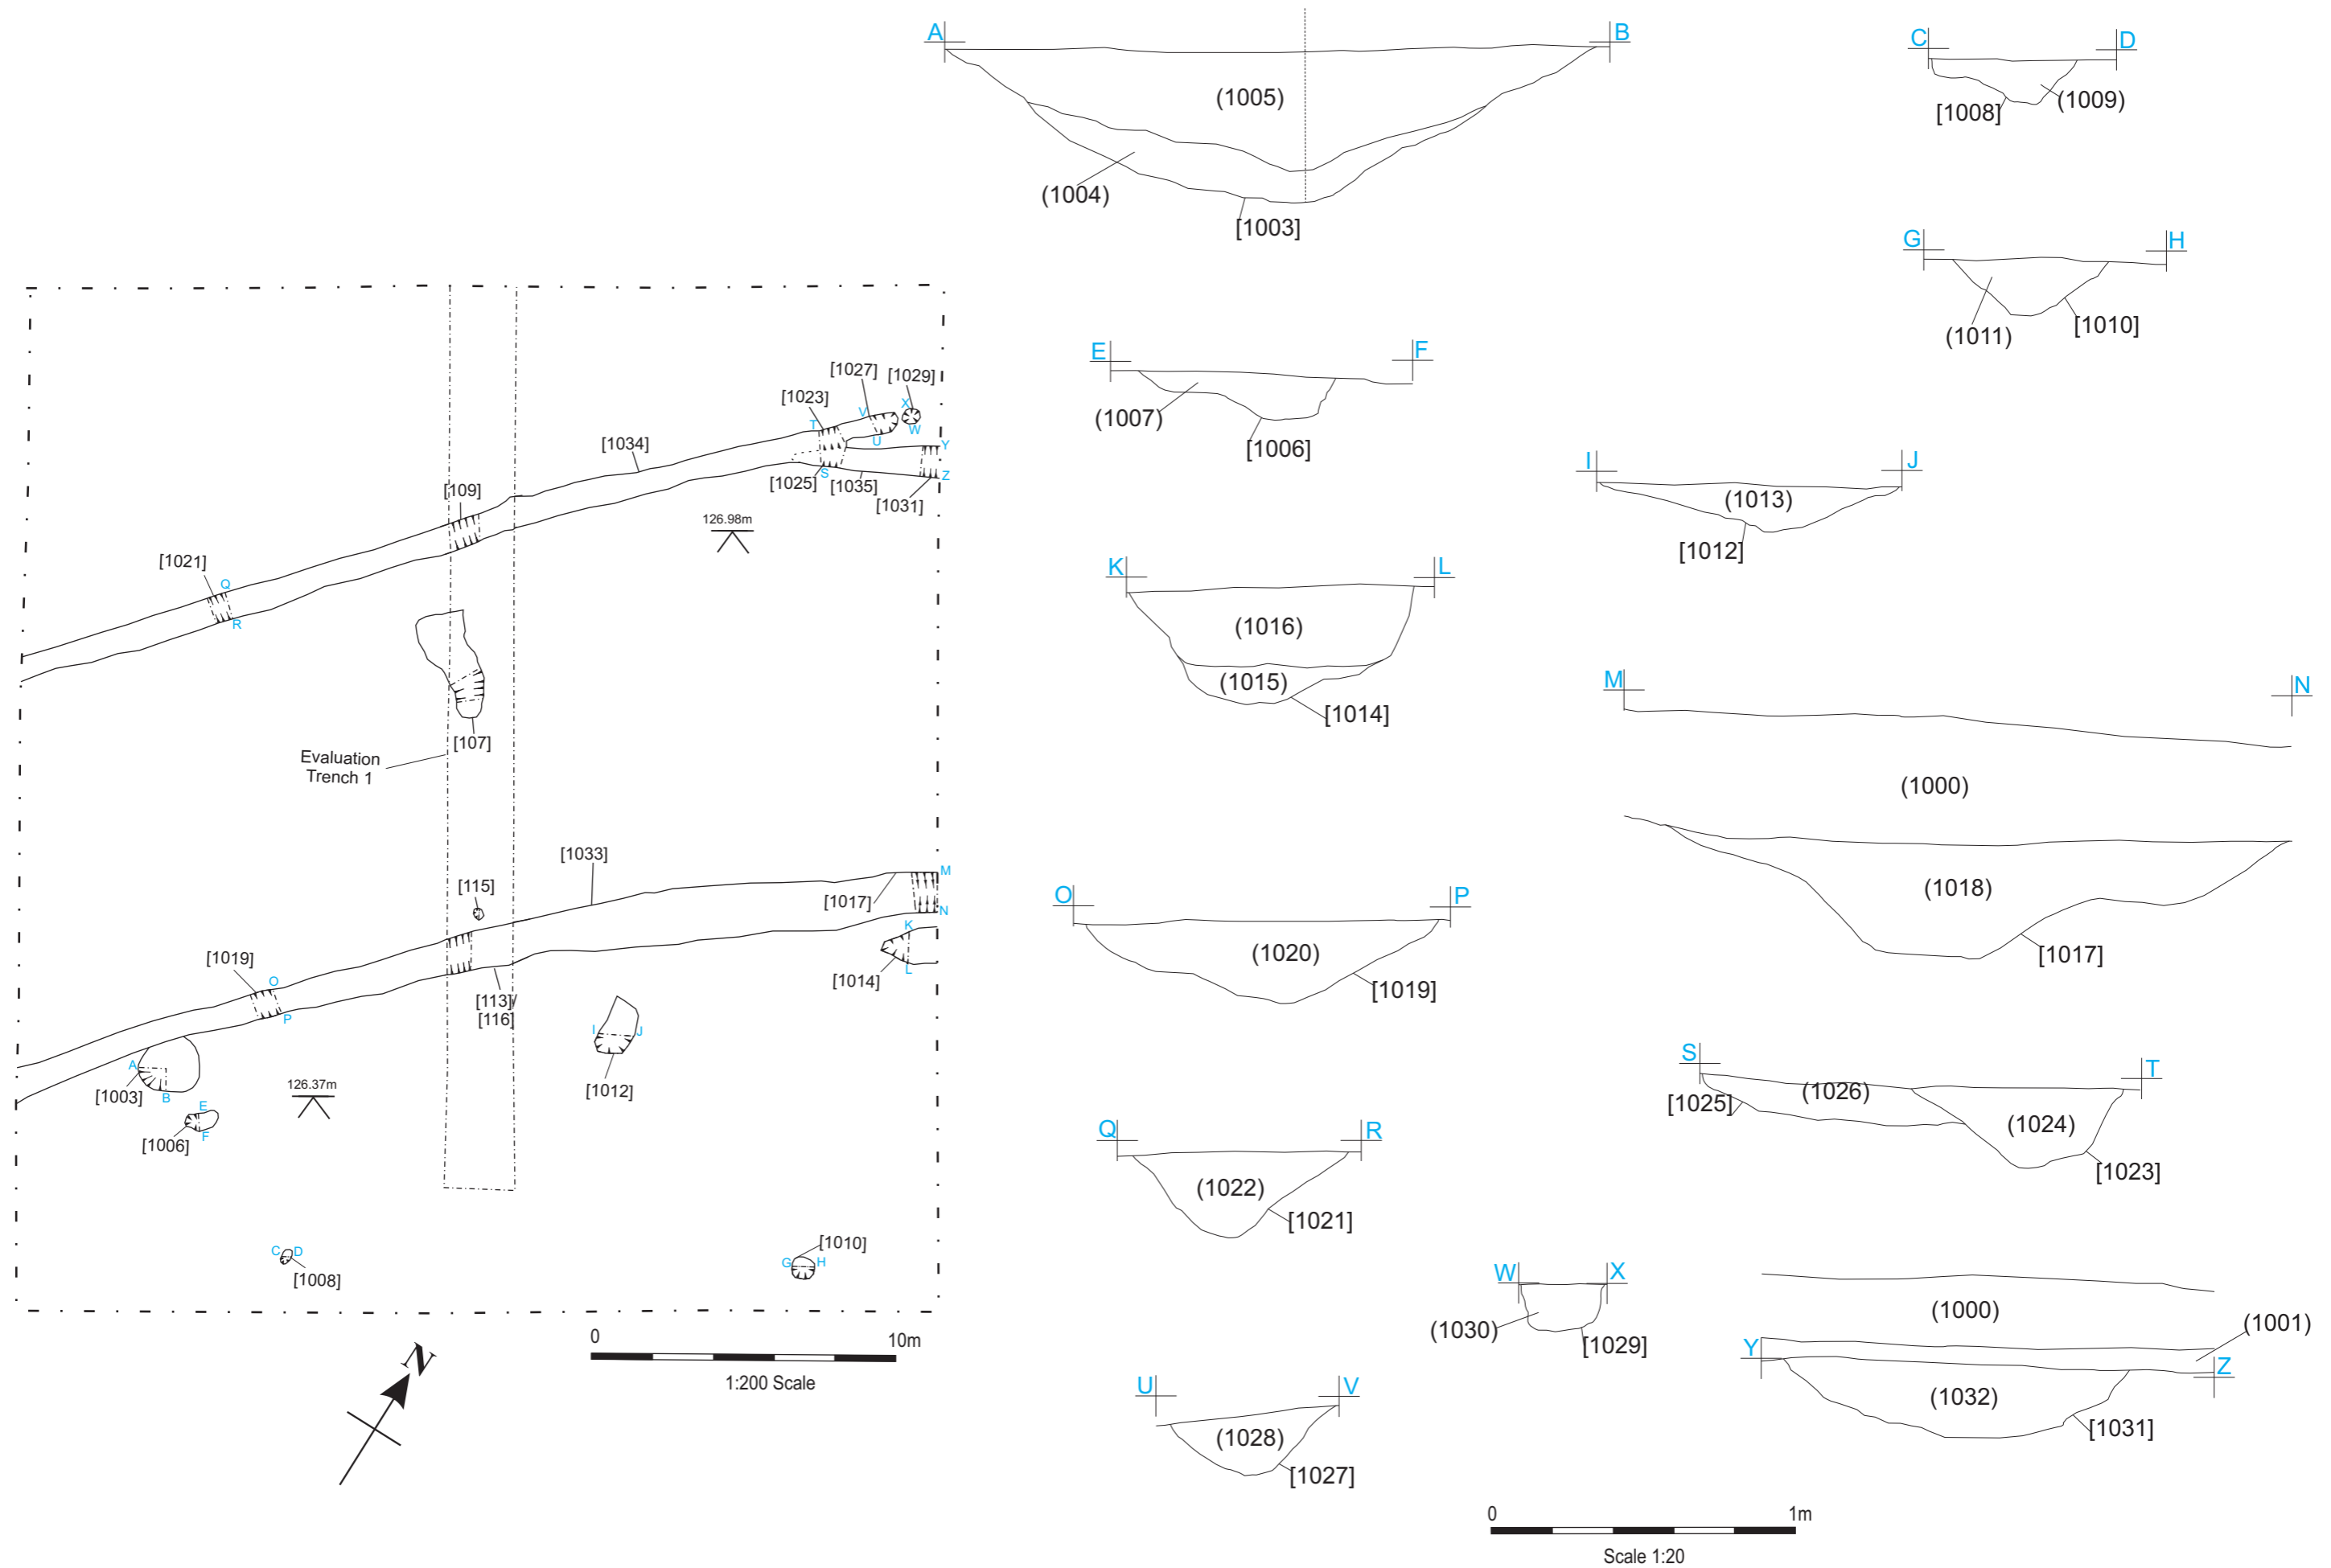 A
B
(1005)
(1004)
[1003]
C
D
[1008]
(1009)
G
H
(1011)
[1010]
E
F
(1007)
[1006]
I
J
(1013)
[1012]
K
L
(1016)
(1015)
[1014]
M
N
(1000)
(1018)
[1017]
O
P
(1020)
[1019]
S
T
[1025]
(1026)
(1024)
[1023]
Q
R
(1022)
[1021]
W
X
(1030)
[1029]
(1000)
(1001)
Y
Z
(1032)
[1031]
U
V
(1028)
[1027]
0
1m
Scale 1:20
[1027]
[1029]
[1023]
X
V
W
T
U
Y
[1034]
S
Z
[1025]
[1035]
[1031]
[109]
126.98m
[1021]
Q
R
[107]
Evaluation
Trench 1
[1033]
[115]
M
[1017]
N
K
[1014]
L
[1019]
O
P
[113]/
[116]
I
J
[1012]
A
[1003]
B
126.37m
E
[1006]
F
C
D
[1008]
[1010]
G
H
N
0
10m
1:200 Scale